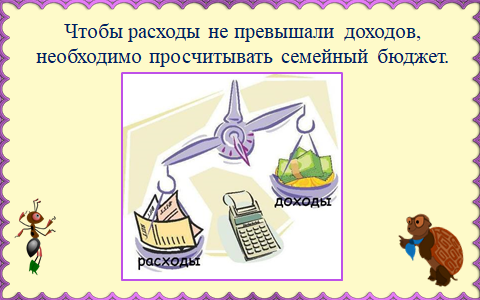 Чтобы расходы не превышали доходов,
необходимо просчитывать семейный бюджет.
доходы
расходы